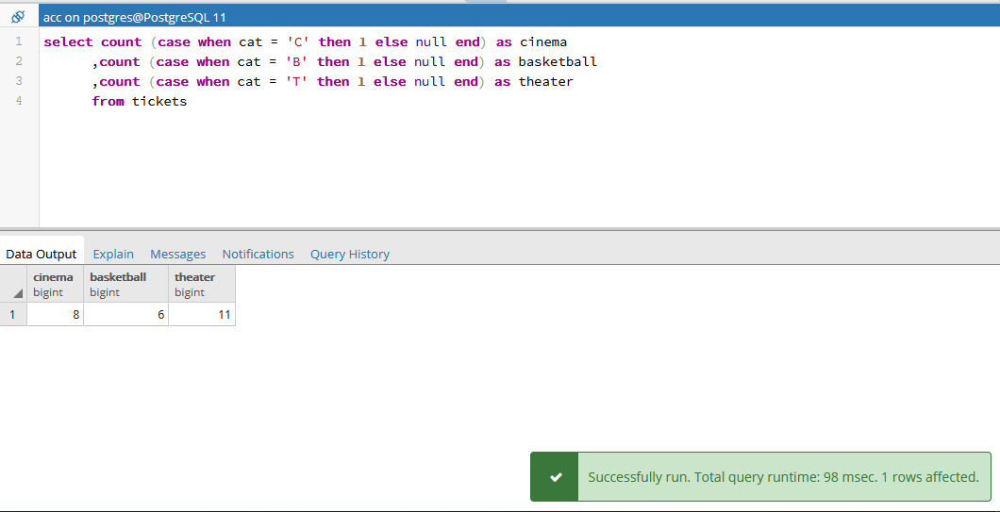 acc on postgres@PostgreSQL 11
1 select count (case when cat = 'C' then 1 else null end) as cinema
2 ,count (case when cat = 'B' then 1 else null end) as basketball
3 ,count (case when cat = 'T' then 1 else null end) as theater
4 from tickets
Data Output Explain Messages Notifications Query History
cinema basketball theater
bigint bigint bigint
1 8 6 11
Successfully run. Total query runtime: 98 msec. 1 rows affected.